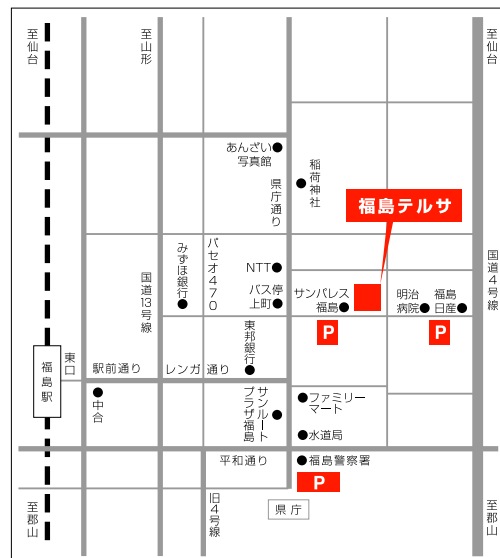 至仙台
至山形
至仙台
あんざい
写真館
県庁通り
稲荷神社
福島テルサ
国道13号線
みずほ銀行
パセオ470
NTT
バス停
上町
サンパレス
福島
明治
病院
福島
日産
国道4号線
P
P
東邦銀行
福島駅
東口
駅前通り
レンガ通り
中合
サンルート
プラザ福島
ファミリー
マート
水道局
平和通り
福島警察署
P
旧4号線
県庁
至郡山
至郡山